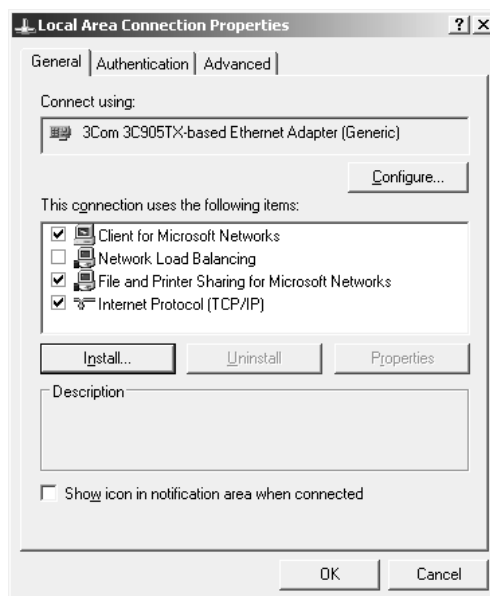 Local Area Connection Properties
General Authentication Advanced
Connect using:
3Com 3C905TX-based Ethernet Adapter (Generic)
Configure...
This connection uses the following items:
Client for Microsoft Networks
Network Load Balancing
File and Printer Sharing for Microsoft Networks
Internet Protocol (TCP/IP)
Install... Uninstall Properties
Description
Show icon in notification area when connected
OK Cancel